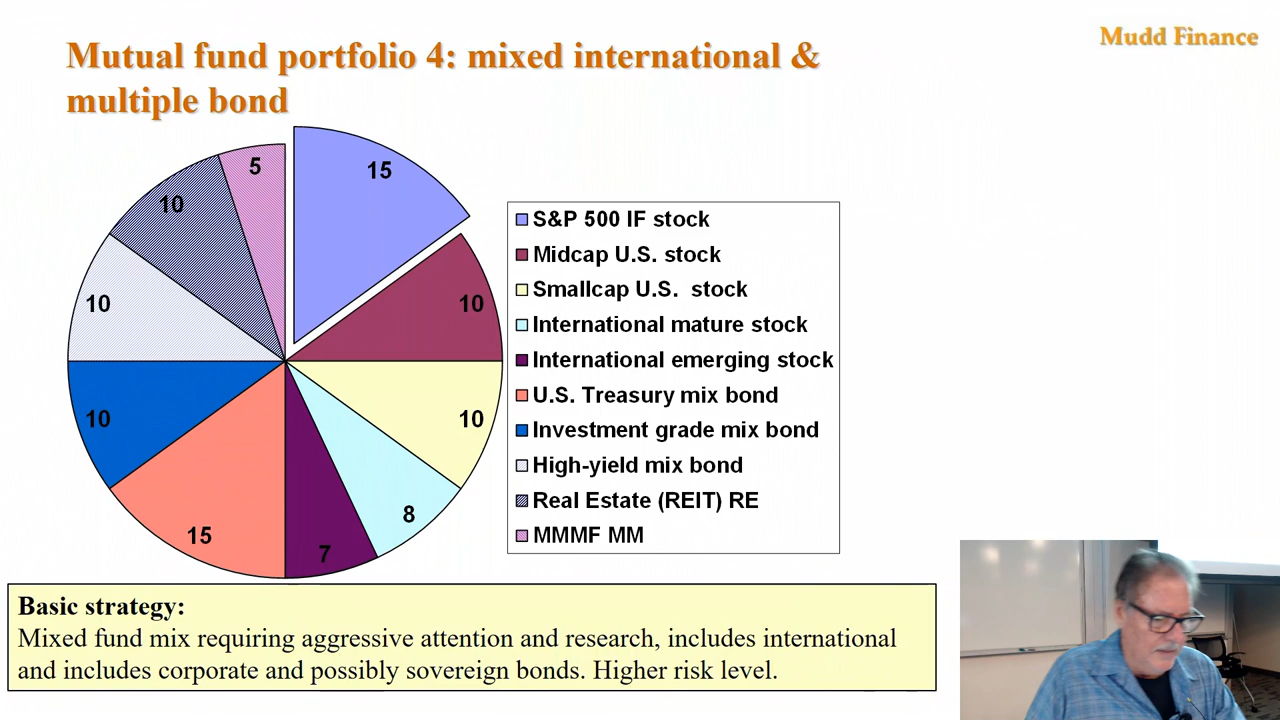 Mudd Finance
Mutual fund portfolio 4: mixed international &
multiple bond
15
10
10
8
7
15
10
10
10
5
S&P 500 IF stock
Midcap U.S. stock
Smallcap U.S. stock
International mature stock
International emerging stock
U.S. Treasury mix bond
Investment grade mix bond
High-yield mix bond
Real Estate (REIT) RE
MMMF MM
Basic strategy:
Mixed fund mix requiring aggressive attention and research, includes international
and includes corporate and possibly sovereign bonds. Higher risk level.